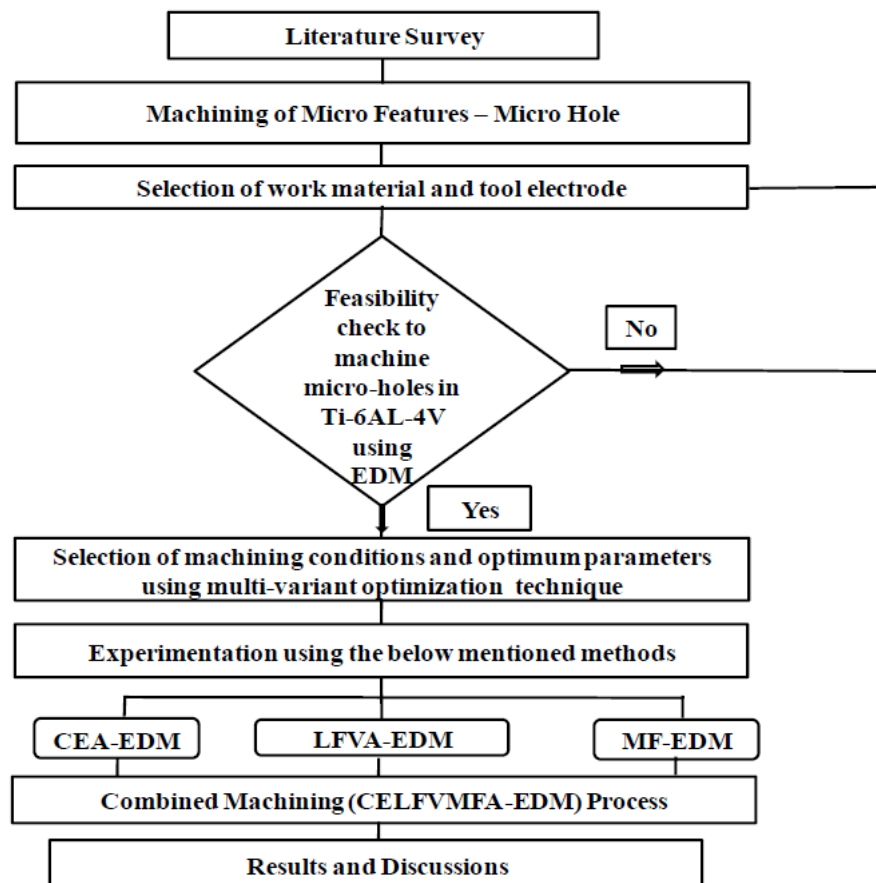 Literature Survey
Machining of Micro Features – Micro Hole
Selection of work material and tool electrode
Feasibility
check to
machine
micro-holes in
Ti-6AL-4V
using
EDM
No
Yes
Selection of machining conditions and optimum parameters
using multi-variant optimization technique
Experimentation using the below mentioned methods
CEA-EDM
LFVA-EDM
MF-EDM
Combined Machining (CELFVMFA-EDM) Process
Results and Discussions